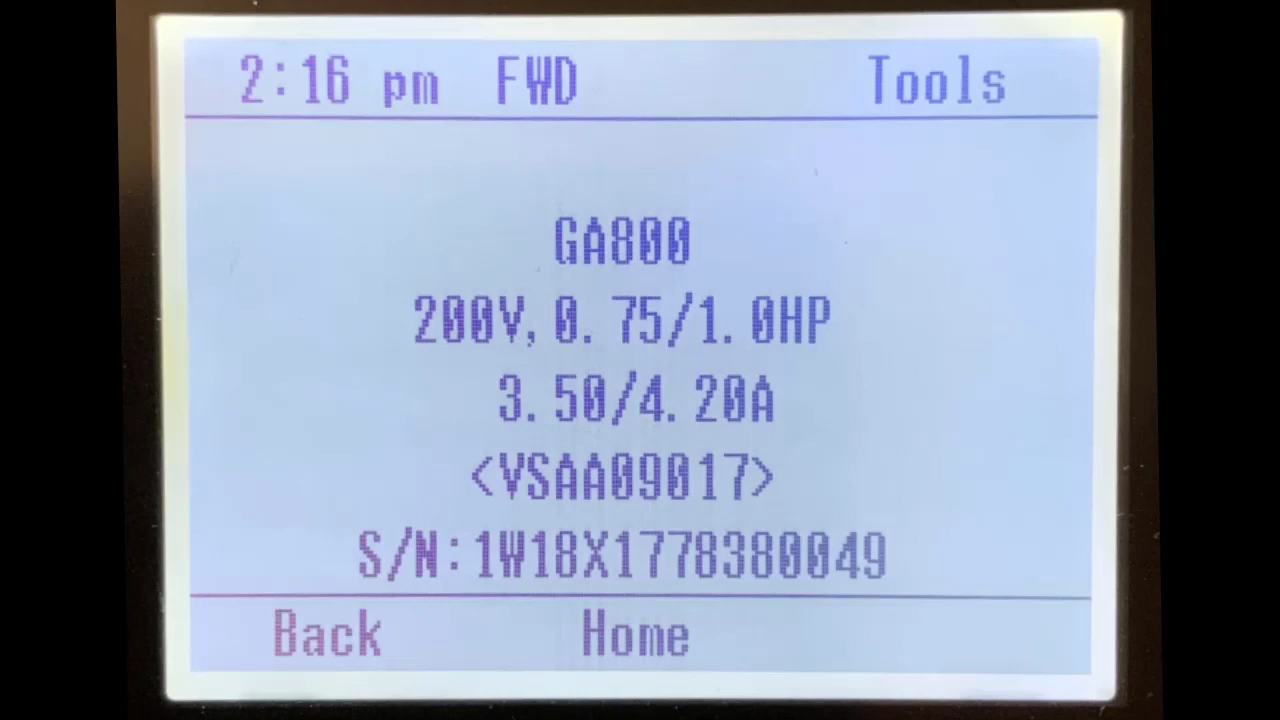 2:16 pm FWD Tools
GA800
200V, 0.75/1.0HP
3.50/4.20A
<VSAA09017>
S/N:1W18X1778380049
Back Home